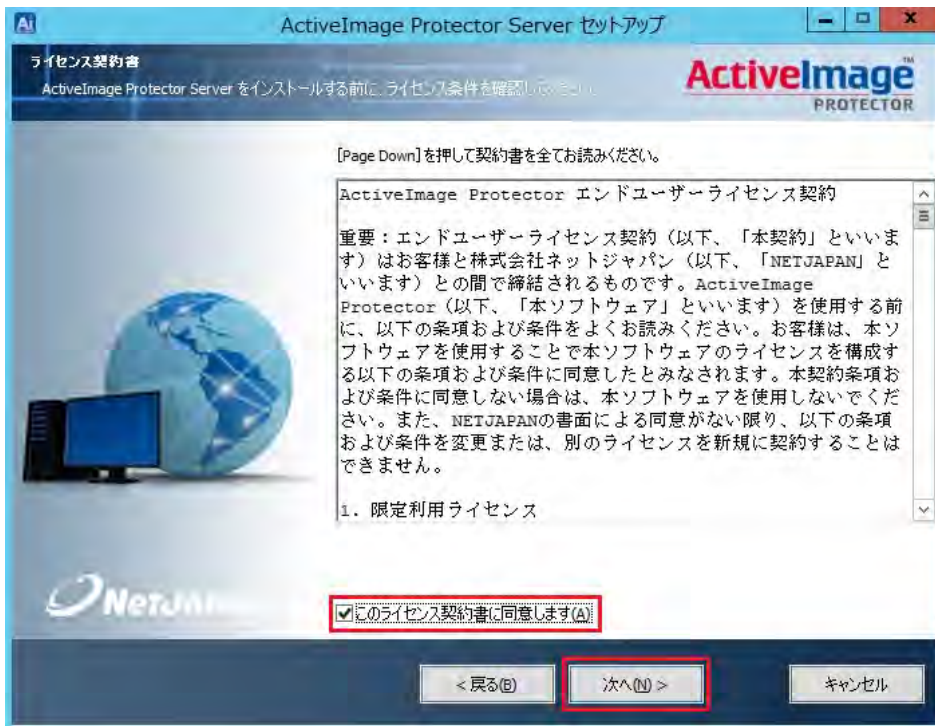 Ai
ActiveImage Protector Server セットアップ
ライセンス契約書
ActiveImage Protector Server をインストールする前に、ライセンス条件を確認して
ActiveImage™
PROTECTOR
[Page Down]を押して契約書を全てお読みください。
ActiveImage Protector エンドユーザーライセンス契約
重要：エンドユーザーライセンス契約（以下、「本契約」といいま
す）はお客様と株式会社ネットジャパン（以下、「NETJAPAN」と
いいます）との間で締結されるものです。ActiveImage
Protector（以下、「本ソフトウェア」といいます）を使用する前
に、以下の条項および条件をよくお読みください。お客様は、本ソ
フトウェアを使用することで本ソフトウェアのライセンスを構成す
る以下の条項および条件に同意したとみなされます。本契約条項お
よび条件に同意しない場合は、本ソフトウェアを使用しないでくだ
さい。また、NETJAPANの書面による同意がない限り、以下の条項
および条件を変更または、別のライセンスを新規に契約することは
できません。
1. 限定利用ライセンス
このライセンス契約書に同意します(A)
< 戻る(B)
次へ(N) >
キャンセル